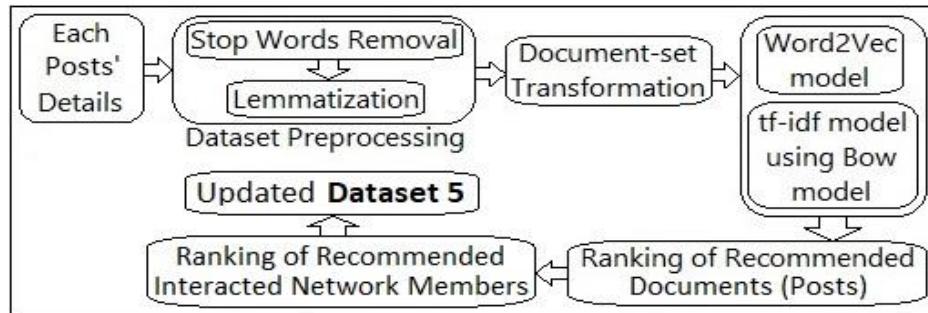 Each
Posts'
Details
Stop Words Removal
Lemmatization
Dataset Preprocessing
Document-set
Transformation
Word2Vec
model
tf-idf model
using Bow
model
Ranking of Recommended
Documents (Posts)
Ranking of Recommended
Interacted Network Members
Updated Dataset 5